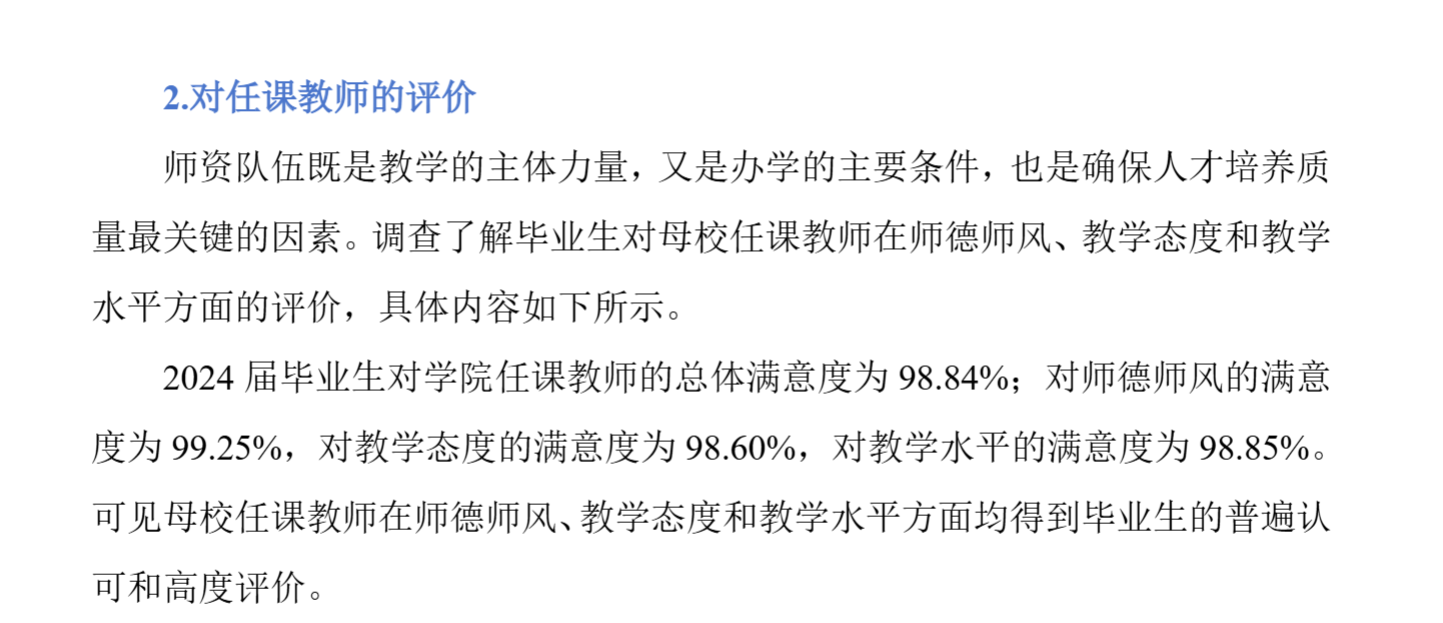 2.对任课教师的评价
师资队伍既是教学的主体力量，又是办学的主要条件，也是确保人才培养质
量最关键的因素。调查了解毕业生对母校任课教师在师德师风、教学态度和教学
水平方面的评价，具体内容如下所示。
2024 届毕业生对学院任课教师的总体满意度为 98.84%；对师德师风的满意
度为 99.25%，对教学态度的满意度为 98.60%，对教学水平的满意度为 98.85%。
可见母校任课教师在师德师风、教学态度和教学水平方面均得到毕业生的普遍认
可和高度评价。